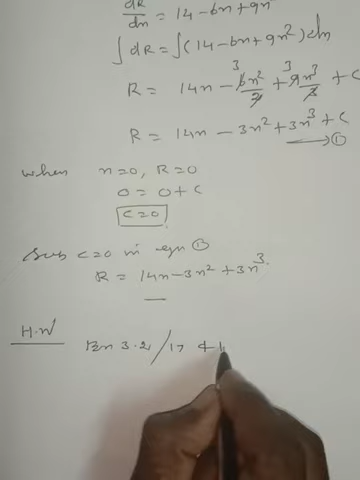 dR/dn = 14 - 6n + 9n²
∫dR = ∫(14 - 6n + 9n²) dn
R = 14n - 6n²/2 + 9n³/3 + C
R = 14n - 3n² + 3n³ + C → ①
when n=0, R=0
0 = 0 + C
C=0
Sub C=0 in eqn ①
R = 14n - 3n² + 3n³.
H.W
Ex 3.2 / 17